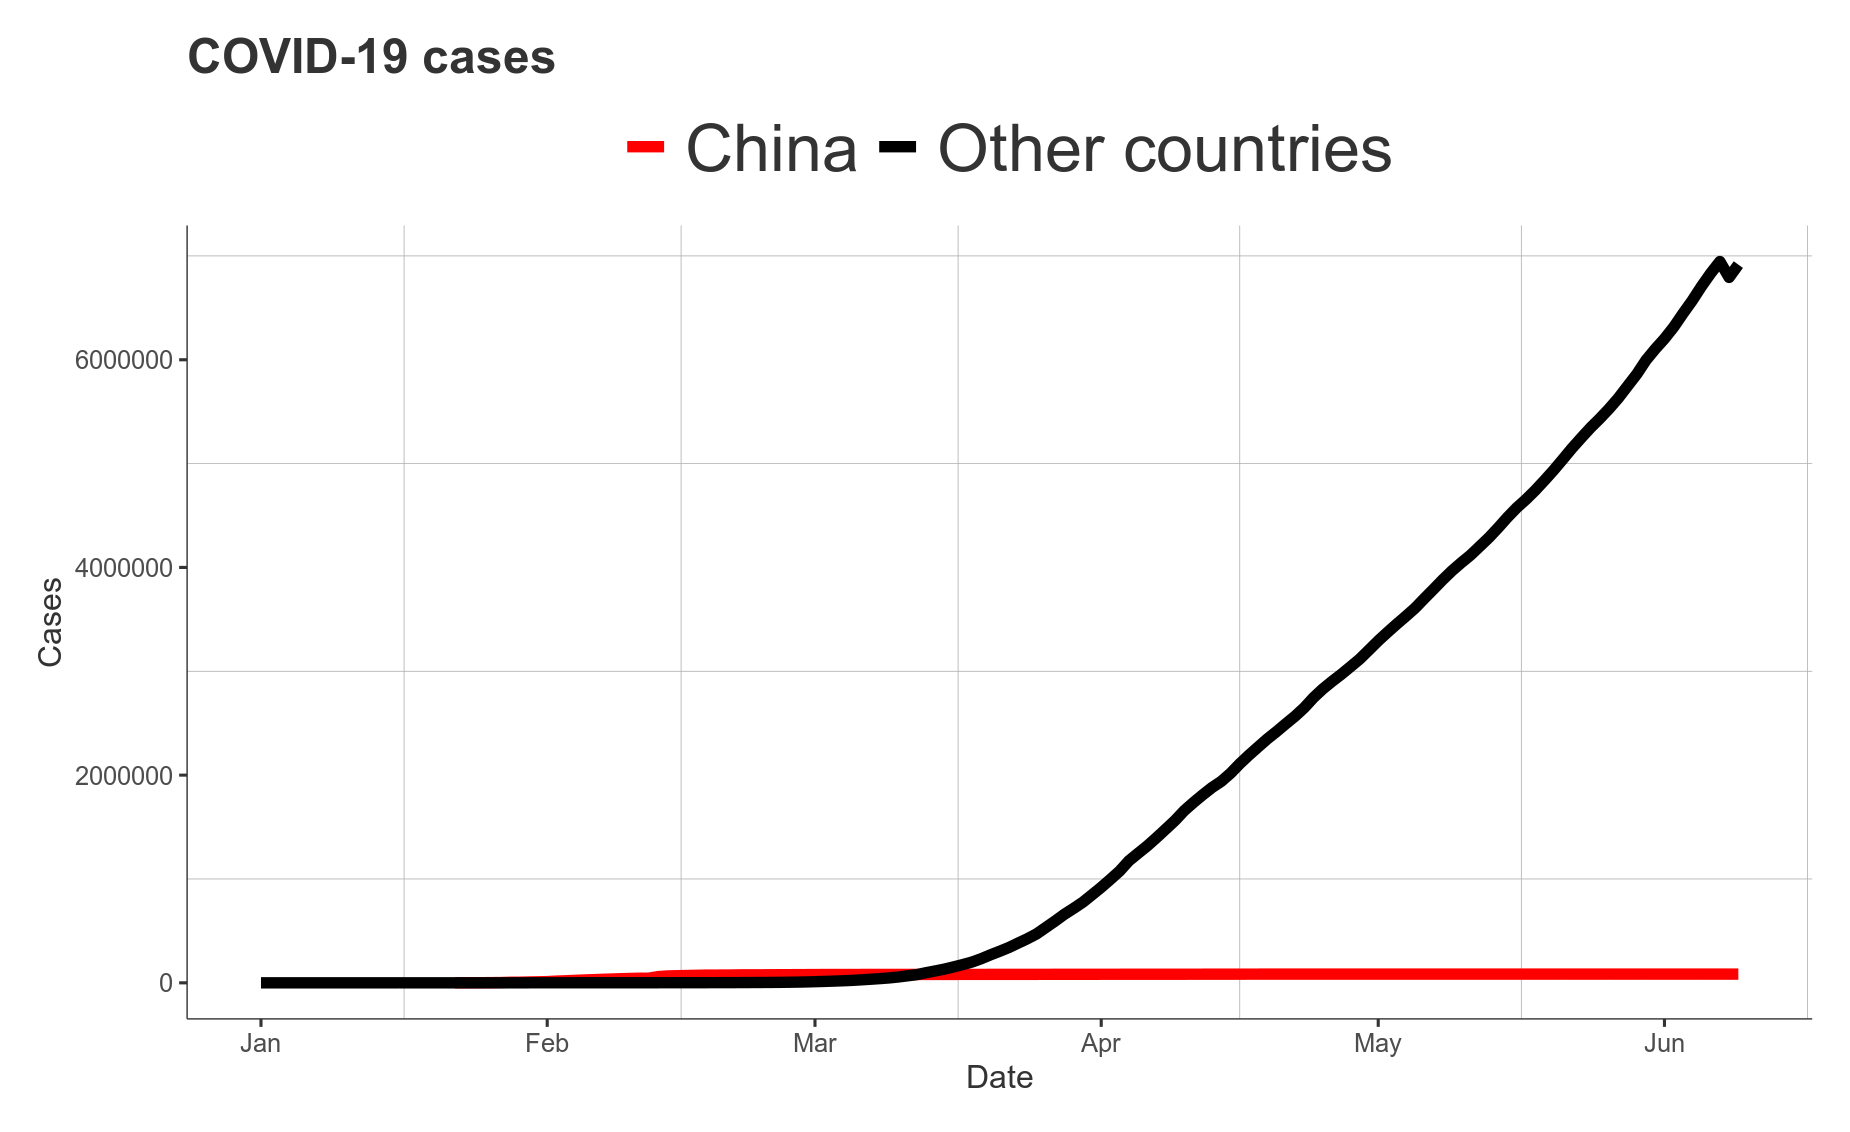 COVID-19 cases
China Other countries
6000000
4000000
2000000
0
Cases
Jan Feb Mar Apr May Jun
Date